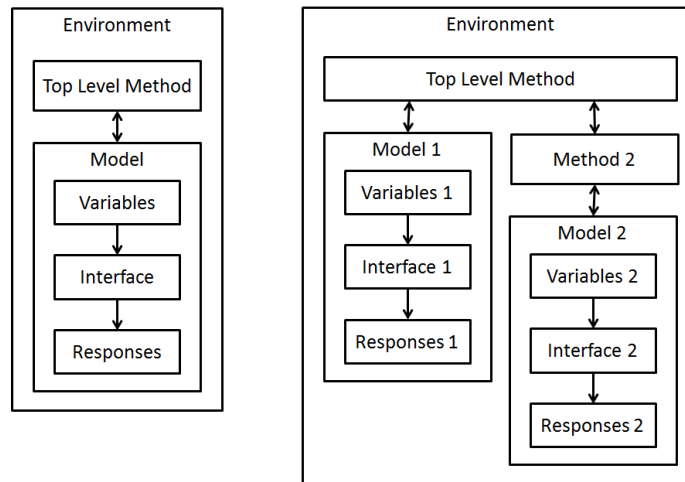 Environment
Top Level Method
Model
Variables
Interface
Responses
Environment
Top Level Method
Model 1
Variables 1
Interface 1
Responses 1
Method 2
Model 2
Variables 2
Interface 2
Responses 2